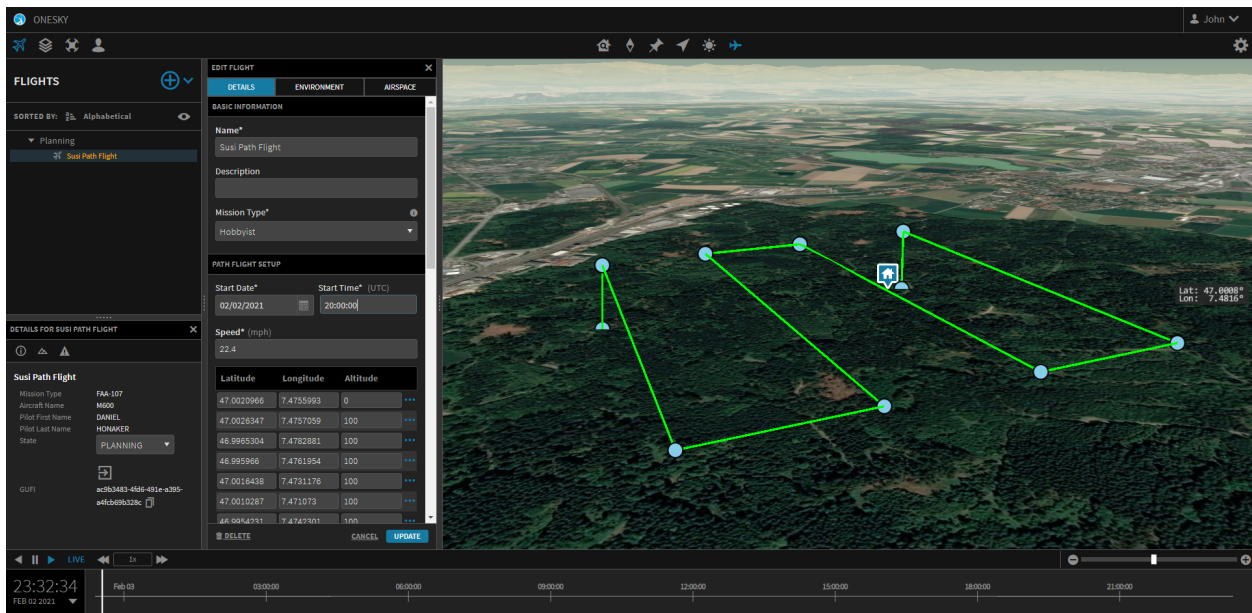 ONESKY
John
FLIGHTS
SORTED BY: Alphabetical
Planning
Susi Path Flight
DETAILS FOR SUSI PATH FLIGHT
Susi Path Flight
Mission Type FAA-107
Aircraft Name M600
Pilot First Name DANIEL
Pilot Last Name HONAKER
State PLANNING
GUFI ac9b3483-4fd6-491e-a395-
a4fcb69b328c
EDIT FLIGHT
DETAILS ENVIRONMENT AIRSPACE
BASIC INFORMATION
Name*
Susi Path Flight
Description
Mission Type*
Hobbyist
PATH FLIGHT SETUP
Start Date* Start Time* (UTC)
02/02/2021 20:00:00
Speed* (mph)
22.4
Latitude Longitude Altitude
47.0020966 7.4755993 0
47.0026347 7.4757059 100
46.9965304 7.4782881 100
46.995966 7.4761954 100
47.0016438 7.4731176 100
47.0010287 7.471073 100
46.9954231 7.4742301 100
DELETE CANCEL UPDATE
Lat: 47.0008°
Lon: 7.4816°
LIVE 1x
23:32:34
FEB 02 2021
Feb 03 03:00:00 06:00:00 09:00:00 12:00:00 15:00:00 18:00:00 21:00:00